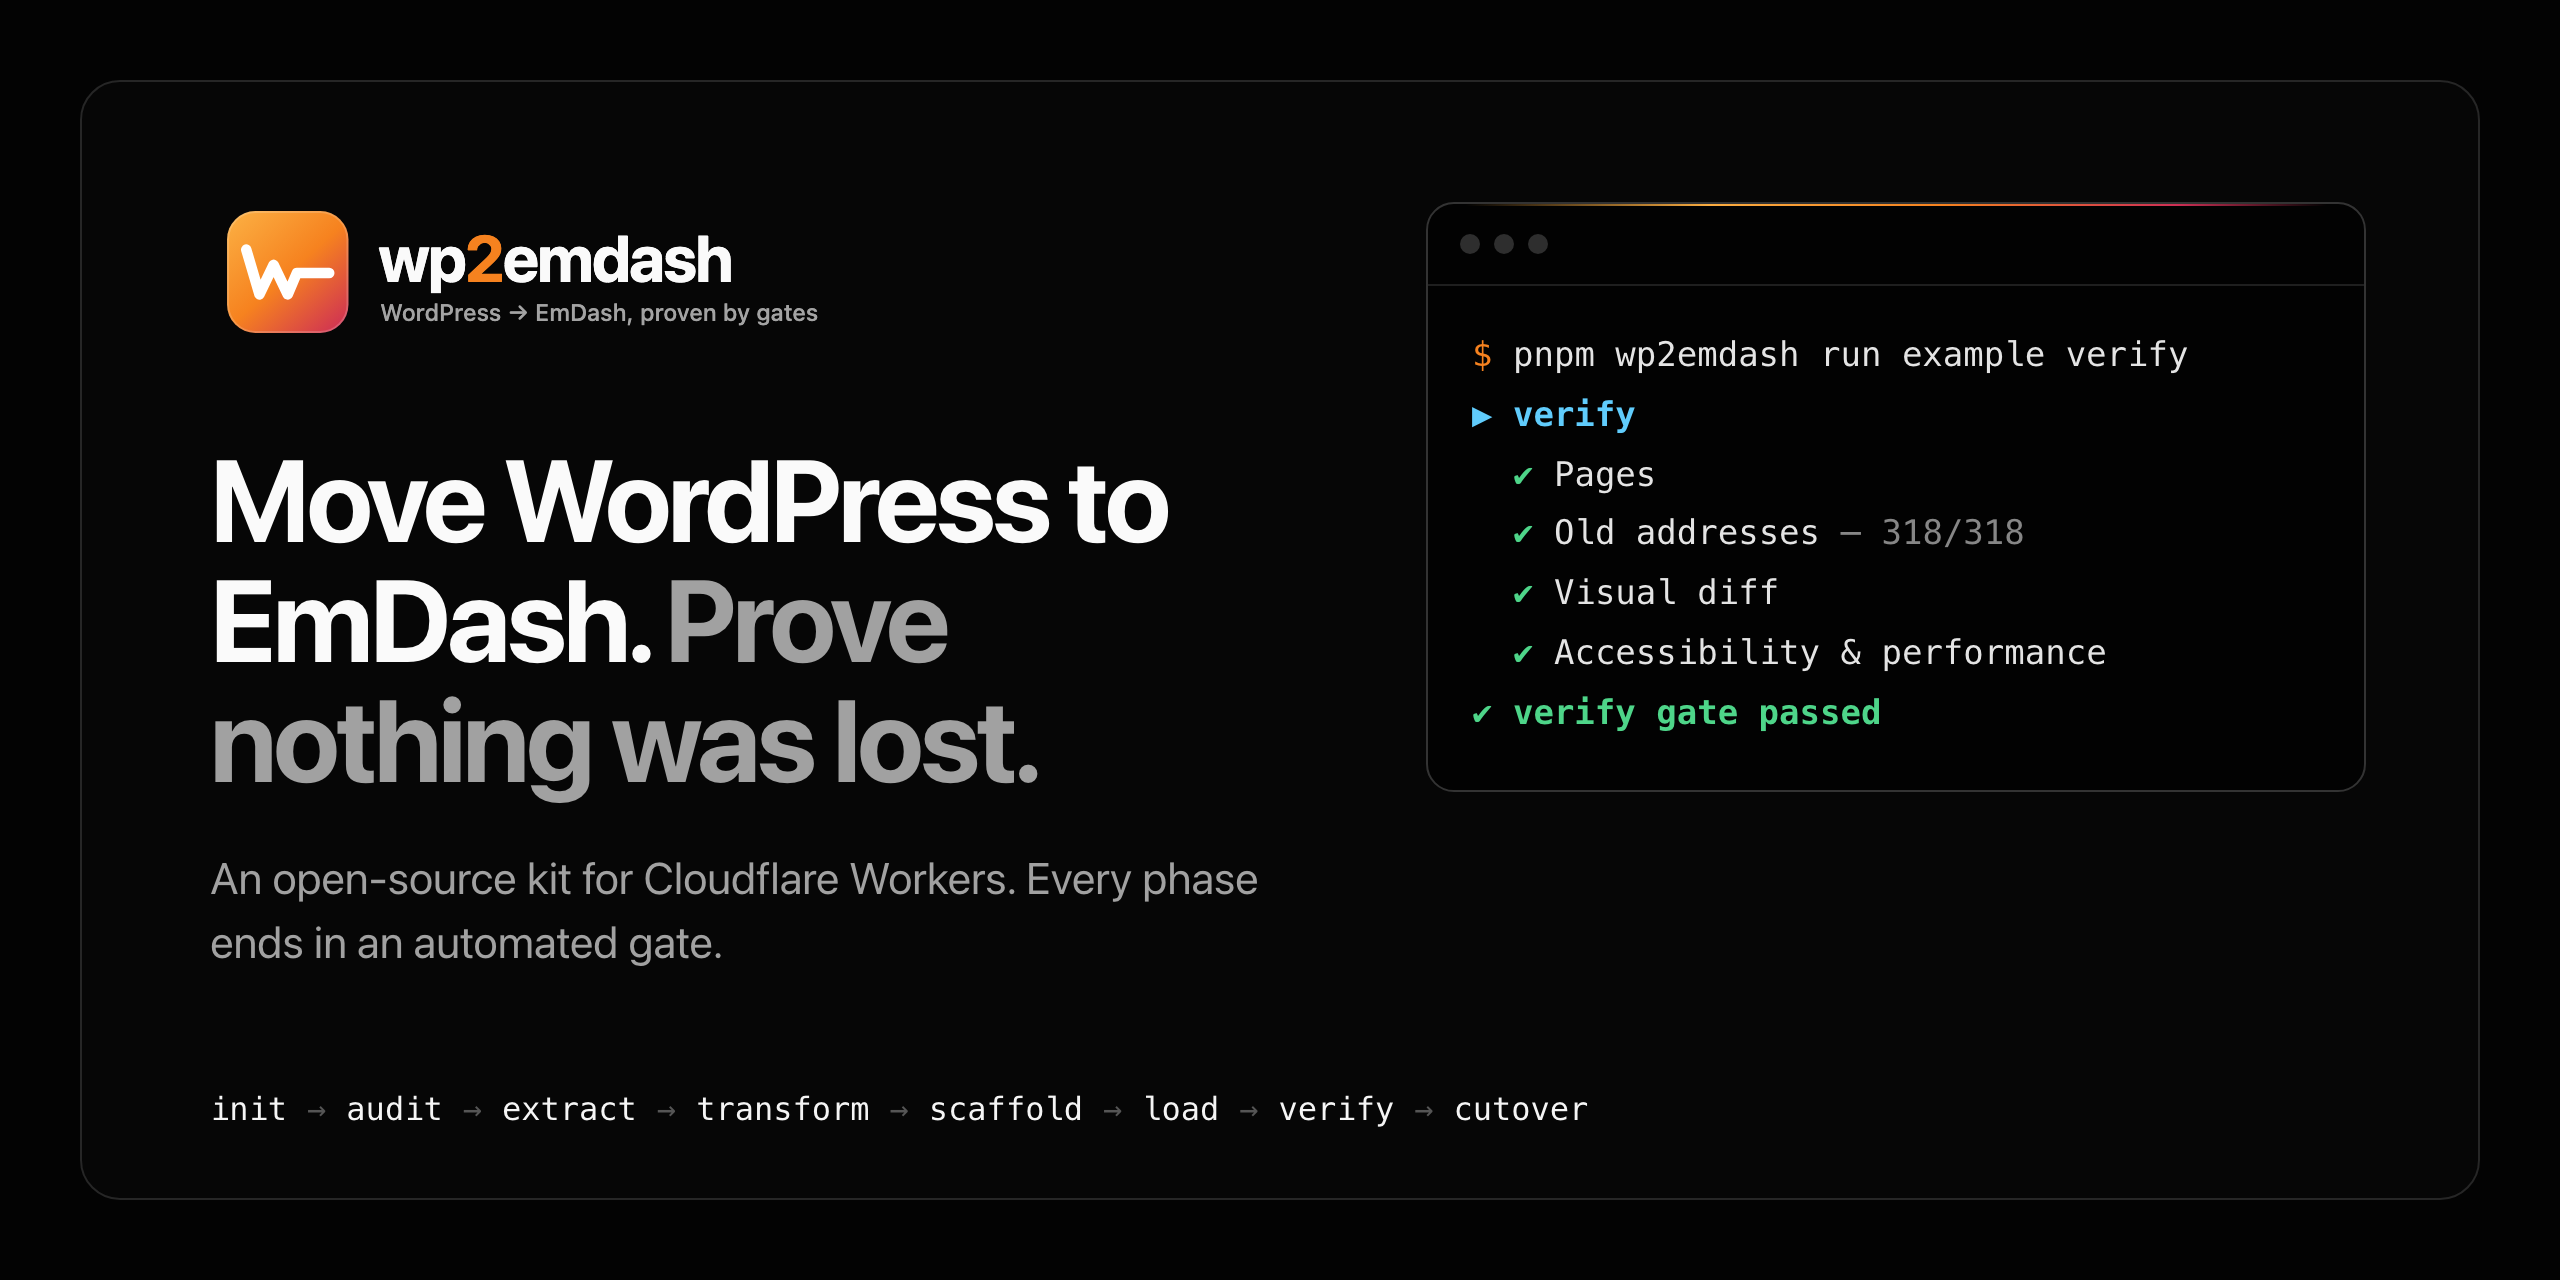 wp2emdash
WordPress → EmDash, proven by gates
Move WordPress to
EmDash. Prove
nothing was lost.
An open-source kit for Cloudflare Workers. Every phase
ends in an automated gate.
$ pnpm wp2emdash run example verify
▶ verify
✔ Pages
✔ Old addresses — 318/318
✔ Visual diff
✔ Accessibility & performance
✔ verify gate passed
init → audit → extract → transform → scaffold → load → verify → cutover